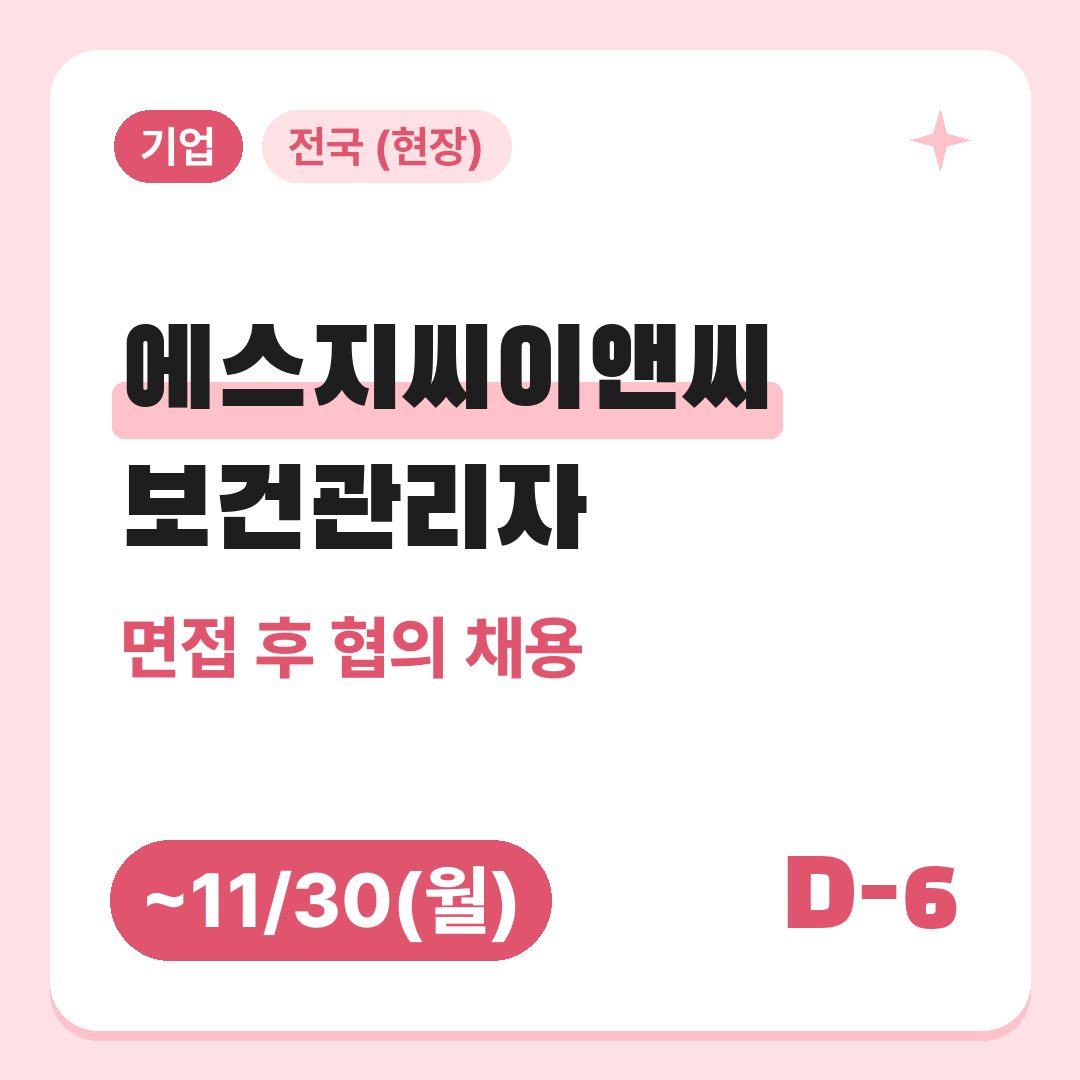 기업 전국 (현장)
에스지씨이앤씨
보건관리자
면접 후 협의 채용
~11/30(월) D-6